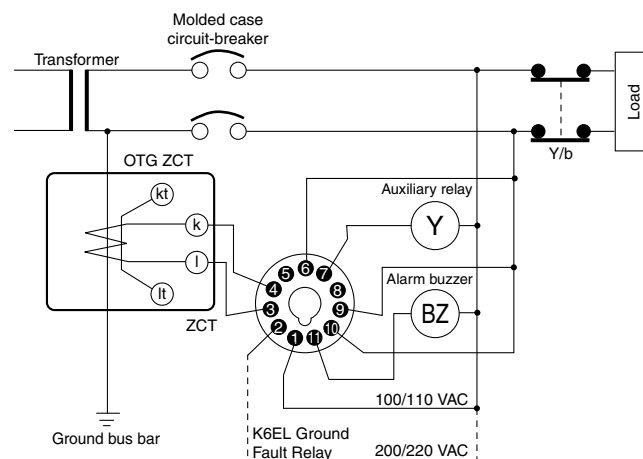 Molded case
circuit-breaker
Transformer
Load
Y/b
OTG ZCT
kt
k
l
lt
ZCT
Auxiliary relay
Y
Alarm buzzer
BZ
6
5
7
4
8
3
9
2
10
1
11
100/110 VAC
K6EL Ground
Fault Relay
200/220 VAC
Ground bus bar